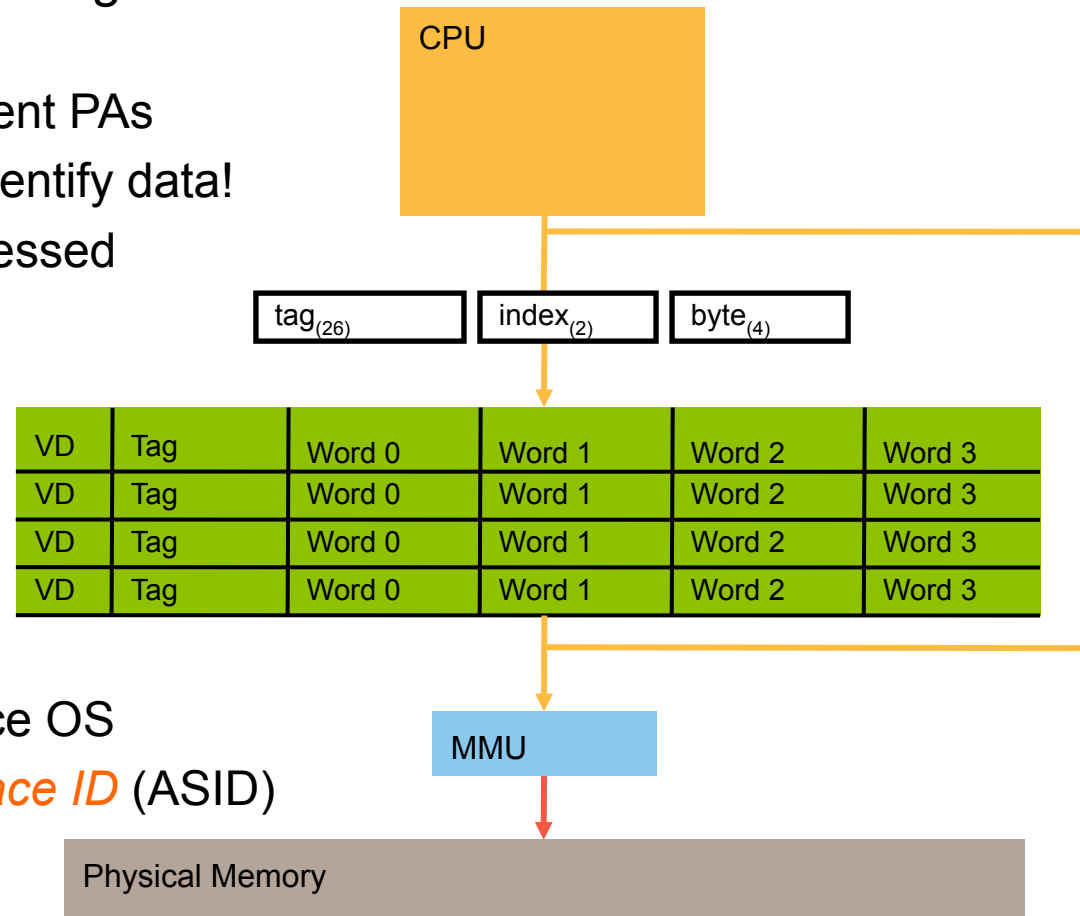 g
CPU
ent PAs
entify data!
essed
tag(26) index(2) byte(4)
VD Tag Word 0 Word 1 Word 2 Word 3
VD Tag Word 0 Word 1 Word 2 Word 3
VD Tag Word 0 Word 1 Word 2 Word 3
VD Tag Word 0 Word 1 Word 2 Word 3
ce OS
MMU
ace ID (ASID)
Physical Memory